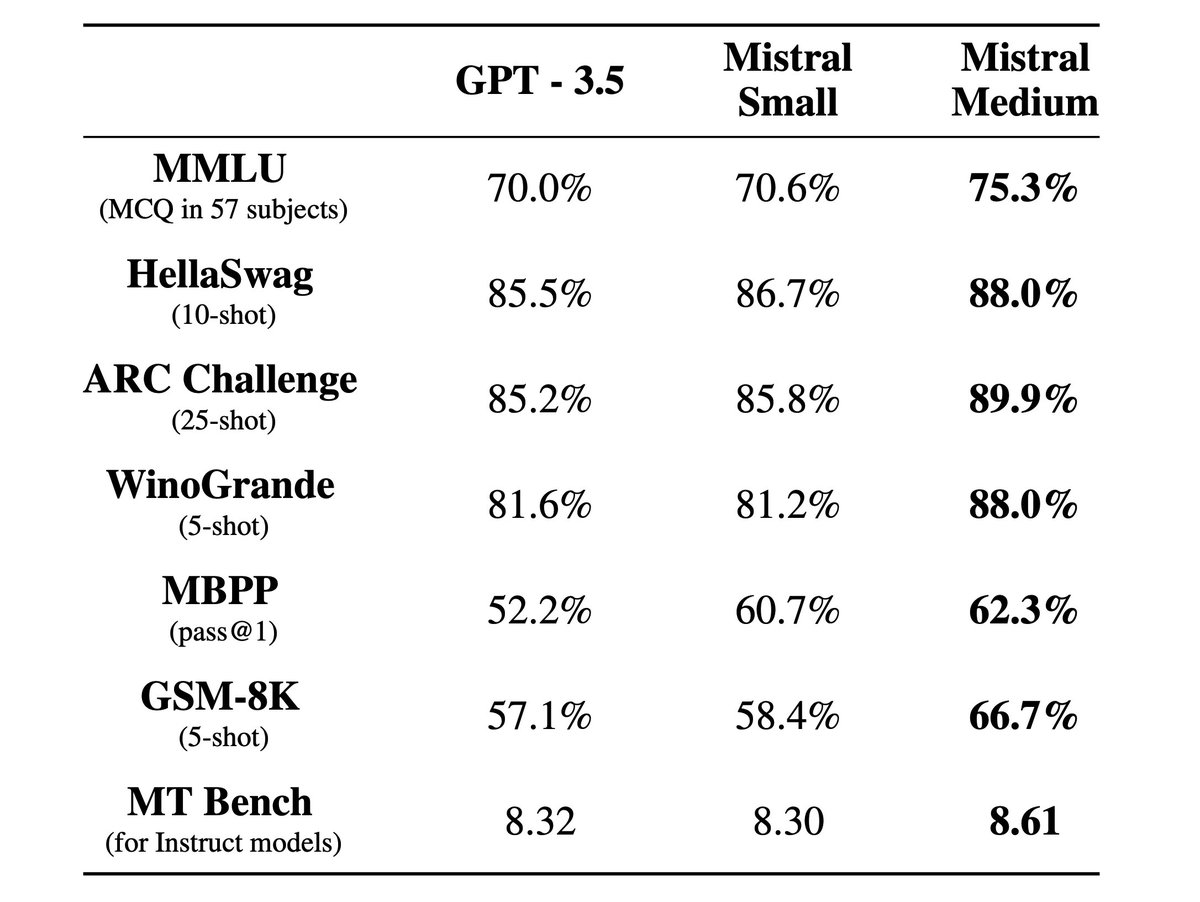 GPT - 3.5 Mistral Small Mistral Medium
MMLU 70.0% 70.6% 75.3%
(MCQ in 57 subjects)
HellaSwag 85.5% 86.7% 88.0%
(10-shot)
ARC Challenge 85.2% 85.8% 89.9%
(25-shot)
WinoGrande 81.6% 81.2% 88.0%
(5-shot)
MBPP 52.2% 60.7% 62.3%
(pass@1)
GSM-8K 57.1% 58.4% 66.7%
(5-shot)
MT Bench 8.32 8.30 8.61
(for Instruct models)